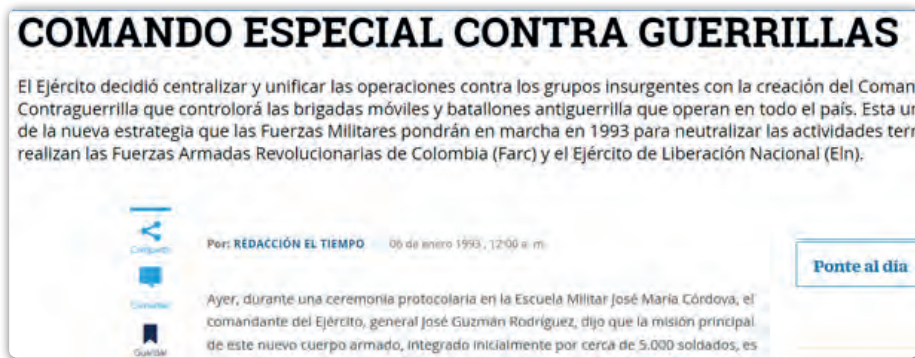 COMANDO ESPECIAL CONTRA GUERRILLAS
El Ejército decidió centralizar y unificar las operaciones contra los grupos insurgentes con la creación del Coman
Contraguerrilla que controlorá las brigadas móviles y batallones antiguerrilla que operan en todo el país. Esta un
de la nueva estrategia que las Fuerzas Militares pondrán en marcha en 1993 para neutralizar las actividades terr
realizan las Fuerzas Armadas Revolucionarias de Colombia (Farc) y el Ejército de Liberación Nacional (Eln).
Compartir
Por: REDACCIÓN EL TIEMPO 06 de enero 1993, 12:00 a. m.
Ponte al día
Comentar
Ayer, durante una ceremonia protocolaria en la Escuela Militar José María Córdova, el
comandante del Ejército, general José Guzmán Rodríguez, dijo que la misión principal
Guardar
de este nuevo cuerpo armado, integrado inicialmente por cerca de 5.000 soldados, es